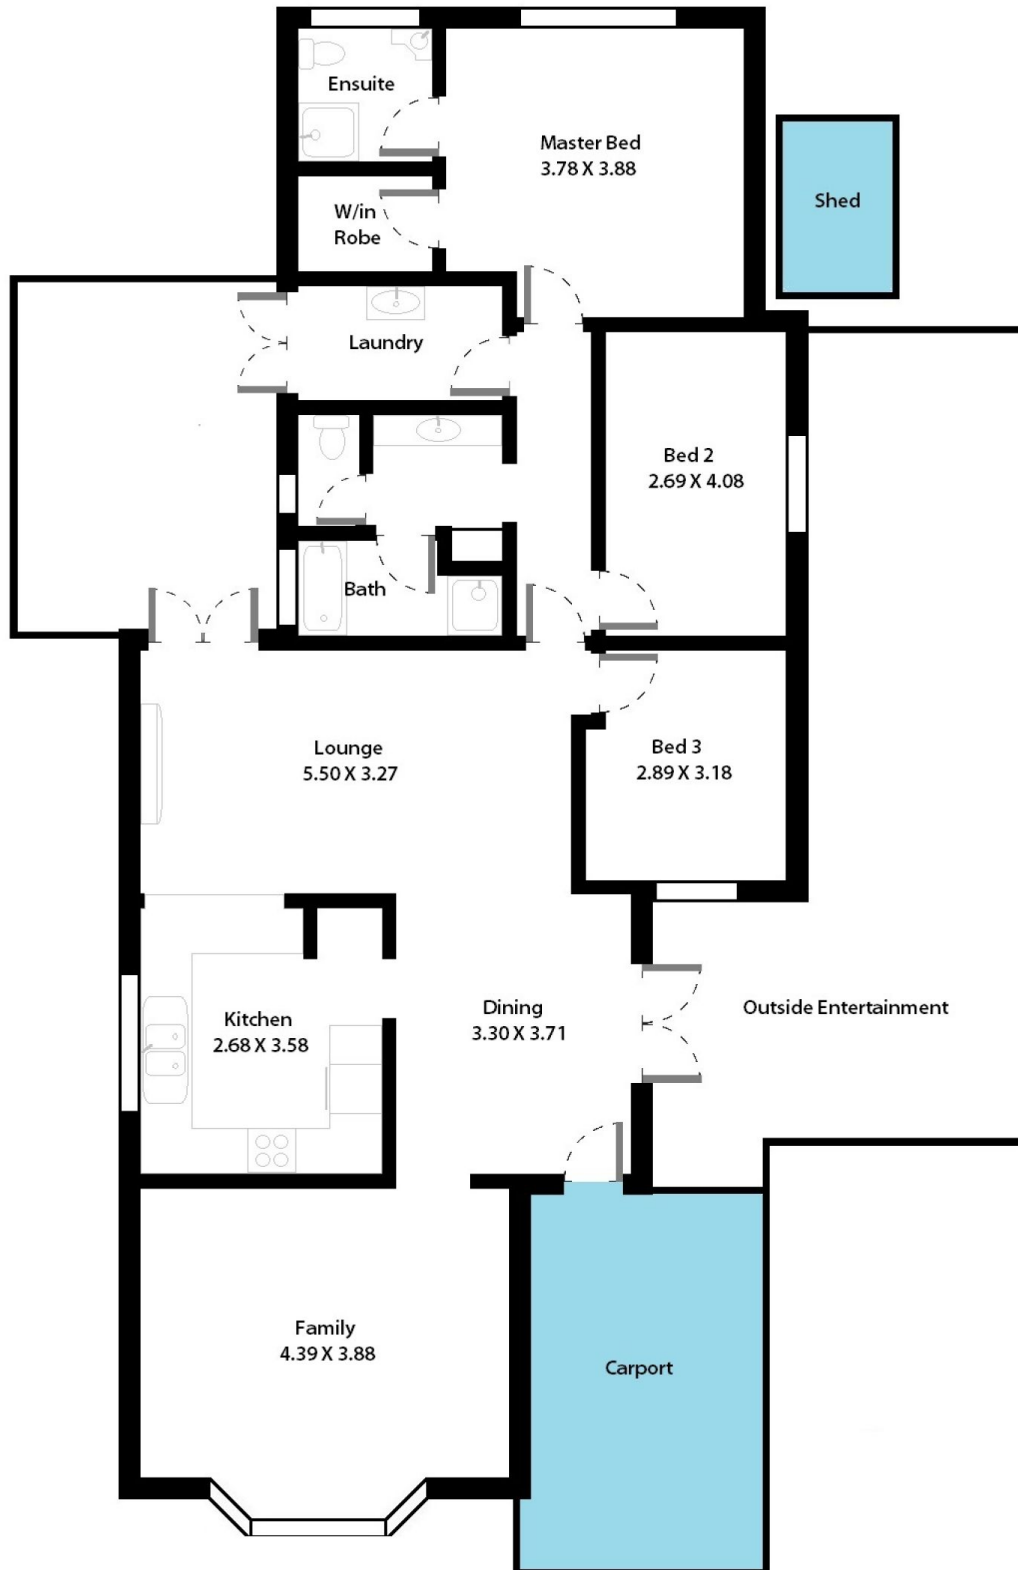 Ensuite
Master Bed
3.78 X 3.88
Shed
W/in
Robe
Laundry
Bed 2
2.69 X 4.08
Bath
Lounge
5.50 X 3.27
Bed 3
2.89 X 3.18
Kitchen
2.68 X 3.58
Dining
3.30 X 3.71
Outside Entertainment
Family
4.39 X 3.88
Carport